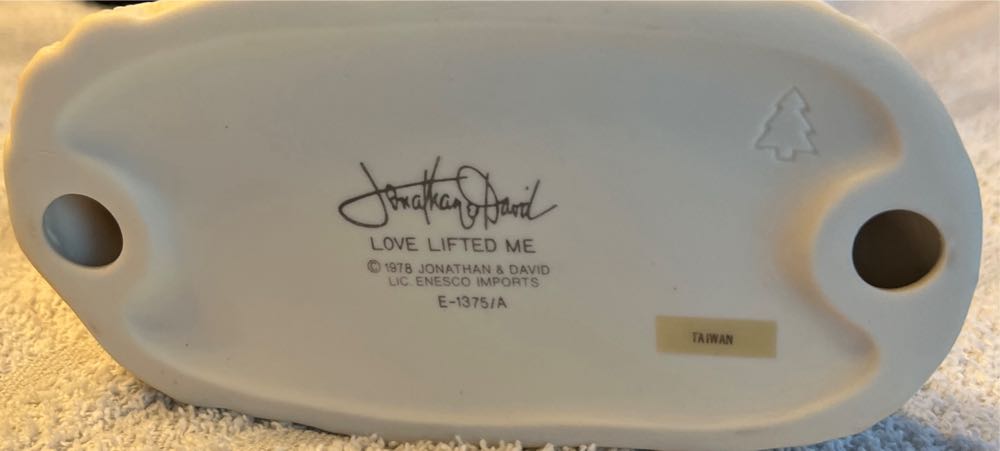 Jonathan & David
LOVE LIFTED ME
© 1978 JONATHAN & DAVID
LIC. ENESCO IMPORTS
E-1375/A
TAIWAN